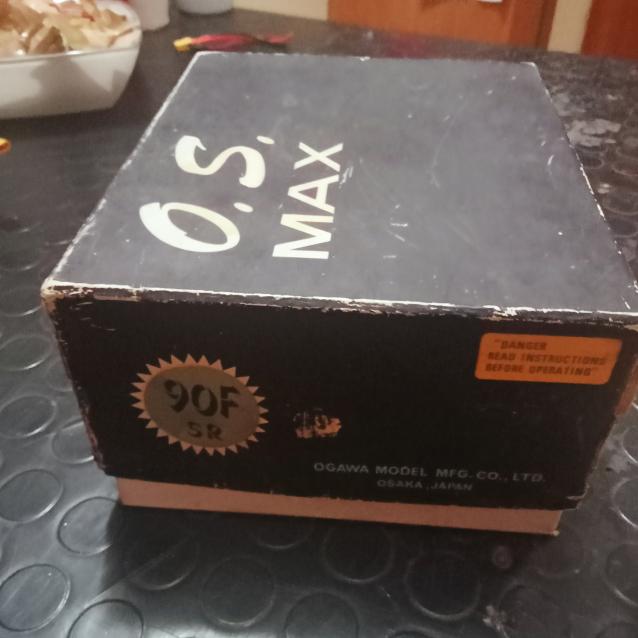 O.S.
MAX
"DANGER
READ INSTRUCTIONS
BEFORE OPERATING"
90F
SR
OGAWA MODEL MFG. CO., LTD.
OSAKA, JAPAN